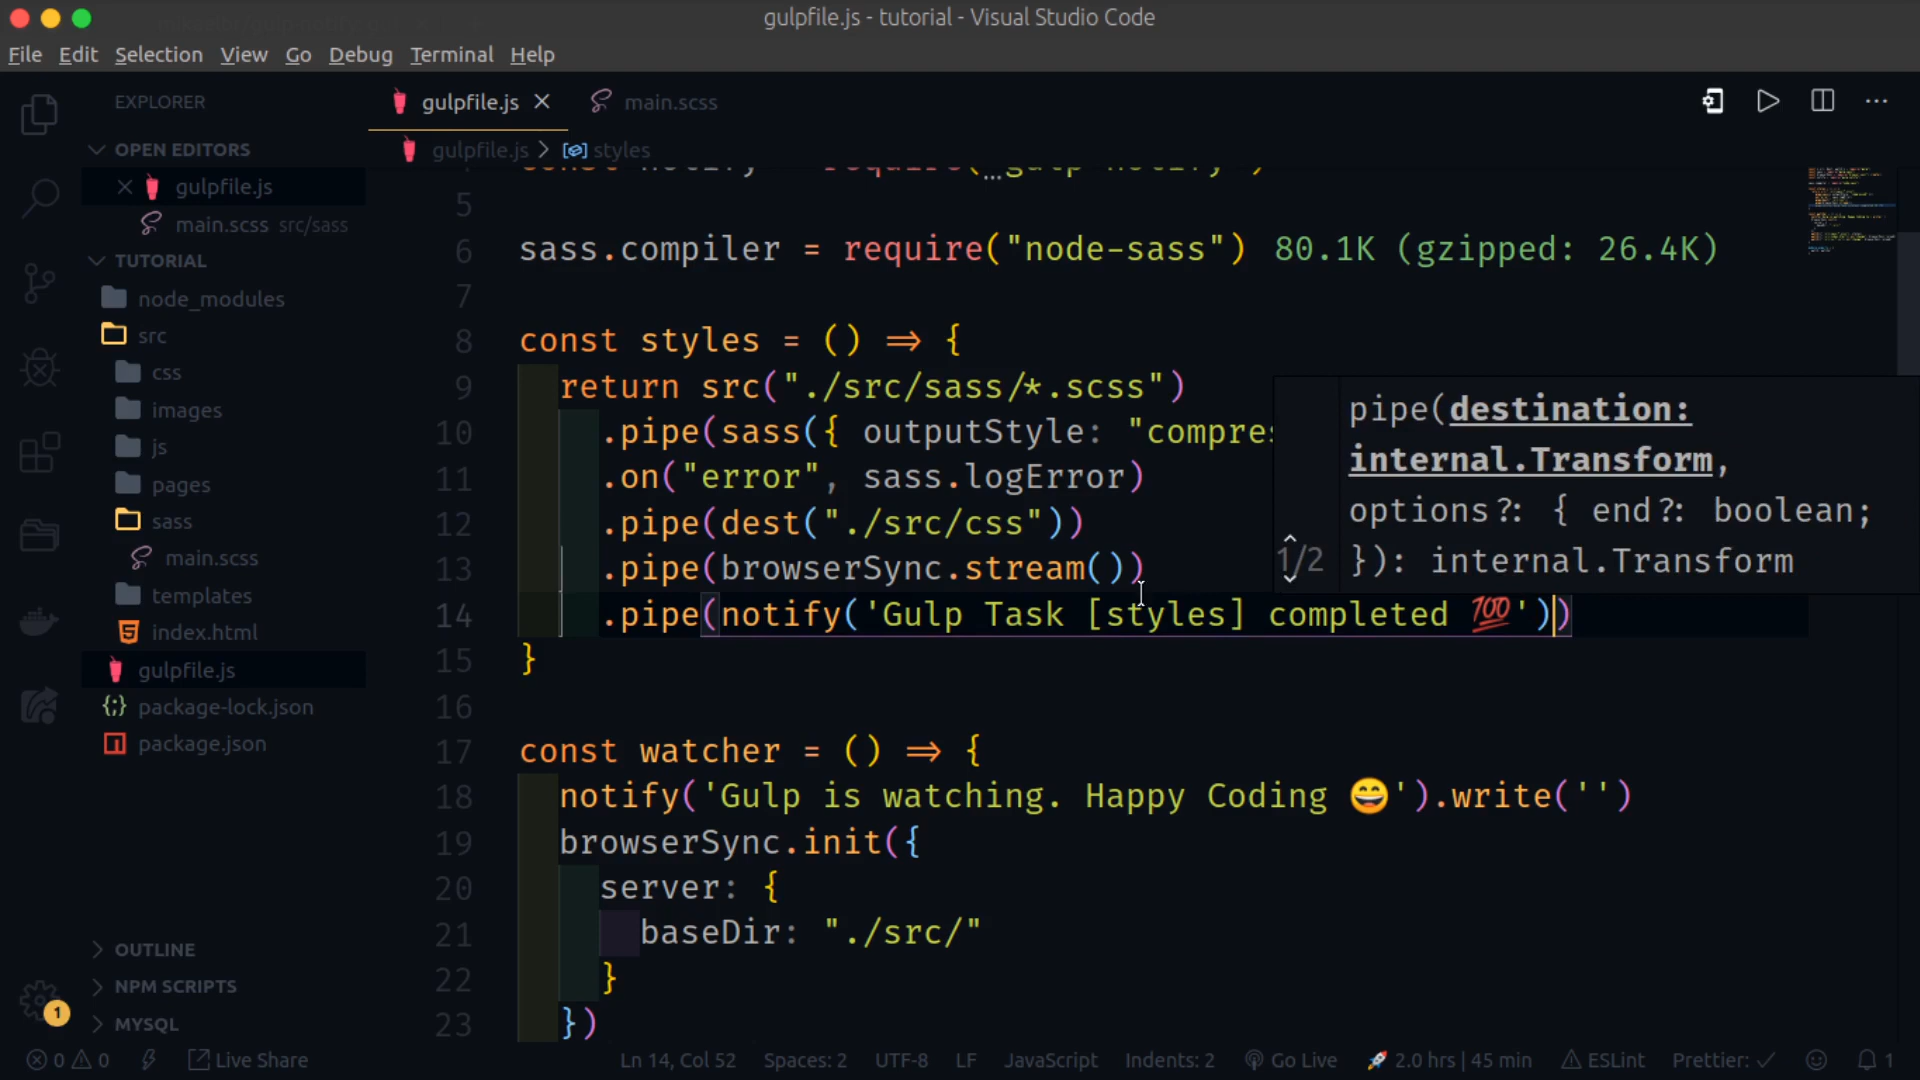 gulpfile.js - tutorial - Visual Studio Code
File Edit Selection View Go Debug Terminal Help
EXPLORER
OPEN EDITORS
gulpfile.js
main.scss src/sass
TUTORIAL
node_modules
src
css
images
js
pages
sass
main.scss
templates
index.html
gulpfile.js
package-lock.json
package.json
OUTLINE
NPM SCRIPTS
MYSQL
1
gulpfile.js main.scss
gulpfile.js > styles
const notify = require("gulp-notify")
5
6 sass.compiler = require("node-sass") 80.1K (gzipped: 26.4K)
7
8 const styles = () => {
9 return src("./src/sass/*.scss")
10 .pipe(sass({ outputStyle: "compres
11 .on("error", sass.logError)
12 .pipe(dest("./src/css"))
13 .pipe(browserSync.stream())
14 .pipe(notify('Gulp Task [styles] completed 💯'))
15 }
16
17 const watcher = () => {
18 notify('Gulp is watching. Happy Coding 😄').write('')
19 browserSync.init({
20 server: {
21 baseDir: "./src/"
22 }
23 })
pipe(destination:
internal.Transform,
options?: { end?: boolean;
1/2 }): internal.Transform
0 0 Live Share Ln 14, Col 52 Spaces: 2 UTF-8 LF JavaScript Indents: 2 Go Live 🚀 2.0 hrs | 45 min ESLint Prettier: ✓ 1